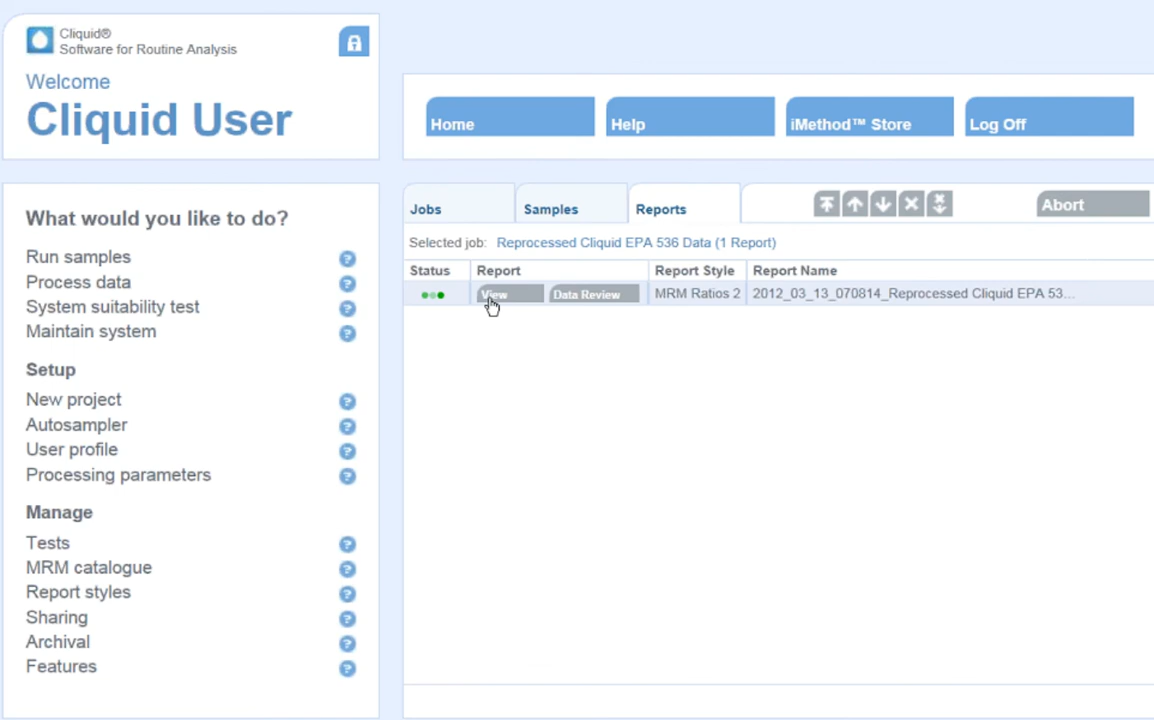 Cliquid®
Software for Routine Analysis
Welcome
Cliquid User
Home
Help
iMethod™ Store
Log Off
What would you like to do?
Run samples
Process data
System suitability test
Maintain system
Setup
New project
Autosampler
User profile
Processing parameters
Manage
Tests
MRM catalogue
Report styles
Sharing
Archival
Features
Jobs
Samples
Reports
Abort
Selected job: Reprocessed Cliquid EPA 536 Data (1 Report)
Status Report Report Style Report Name
View Data Review MRM Ratios 2 2012_03_13_070814_Reprocessed Cliquid EPA 53...